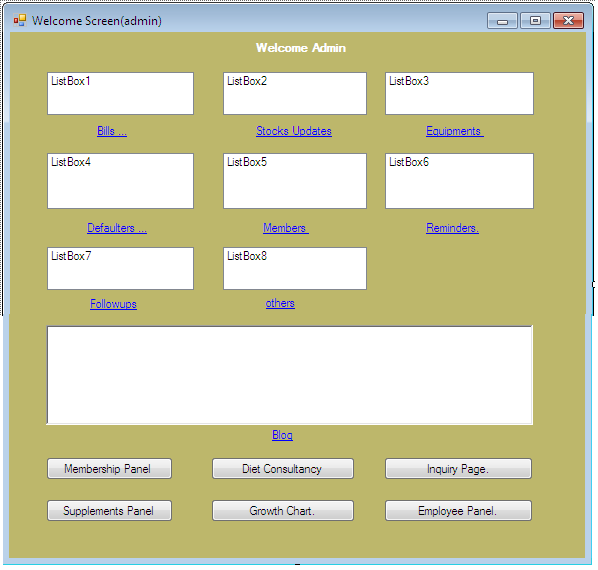 Welcome Screen(admin)
Welcome Admin
ListBox1 ListBox2 ListBox3
Bills ... Stocks Updates Equipments
ListBox4 ListBox5 ListBox6
Defaulters ... Members Reminders.
ListBox7 ListBox8
Followups others
Blog
Membership Panel Diet Consultancy Inquiry Page.
Supplements Panel Growth Chart. Employee Panel.